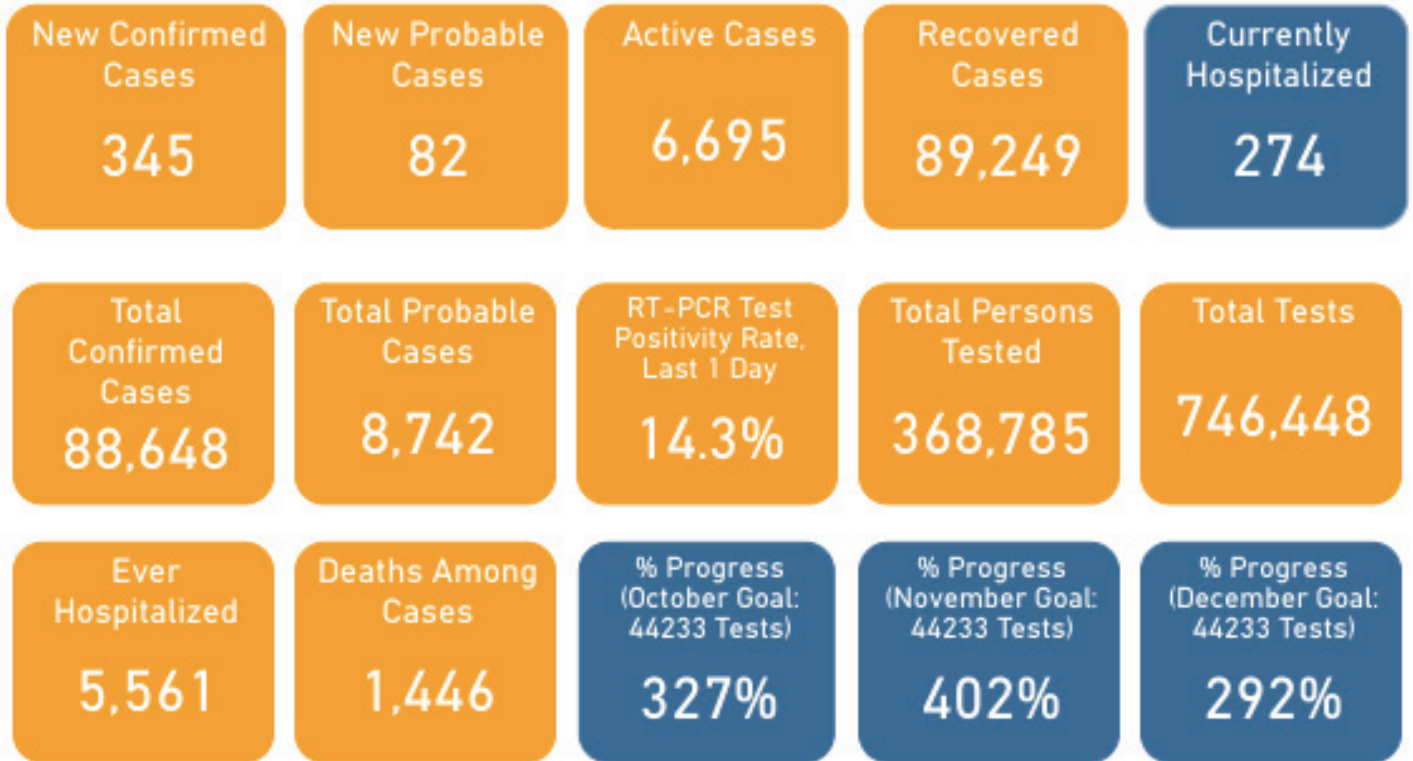 New Confirmed
Cases
345
New Probable
Cases
82
Active Cases
6,695
Recovered
Cases
89,249
Currently
Hospitalized
274
Total
Confirmed
Cases
88,648
Total Probable
Cases
8,742
RT-PCR Test
Positivity Rate,
Last 1 Day
14.3%
Total Persons
Tested
368,785
Total Tests
746,448
Ever
Hospitalized
5,561
Deaths Among
Cases
1,446
% Progress
(October Goal:
44233 Tests)
327%
% Progress
(November Goal:
44233 Tests)
402%
% Progress
(December Goal:
44233 Tests)
292%